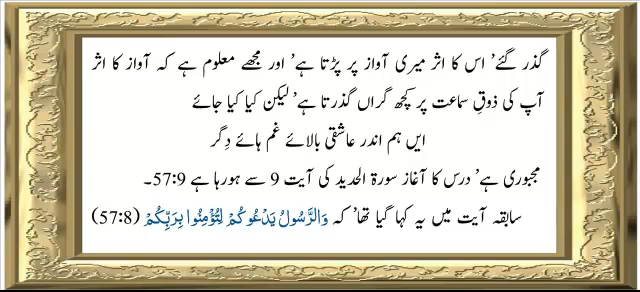 گذر گئے’ اس کا اثر میری آواز پر پڑتا ہے’ اور مجھے معلوم ہے کہ آواز کا اثر
آپ کی ذوقِ سماعت پر کچھ گراں گذرتا ہے’ لیکن کیا کیا جائے
ایں ہم اندر عاشقی بالائے غم ہائے دِگر
مجبوری ہے’ درس کا آغاز سورۃ الحدید کی آیت 9 سے ہورہا ہے 57:9۔
سابقہ آیت میں یہ کہا گیا تھا’ کہ وَالرَّسُولُ يَدْعُوكُمْ لِتُؤْمِنُوا بِرَبِّكُمْ (57:8)